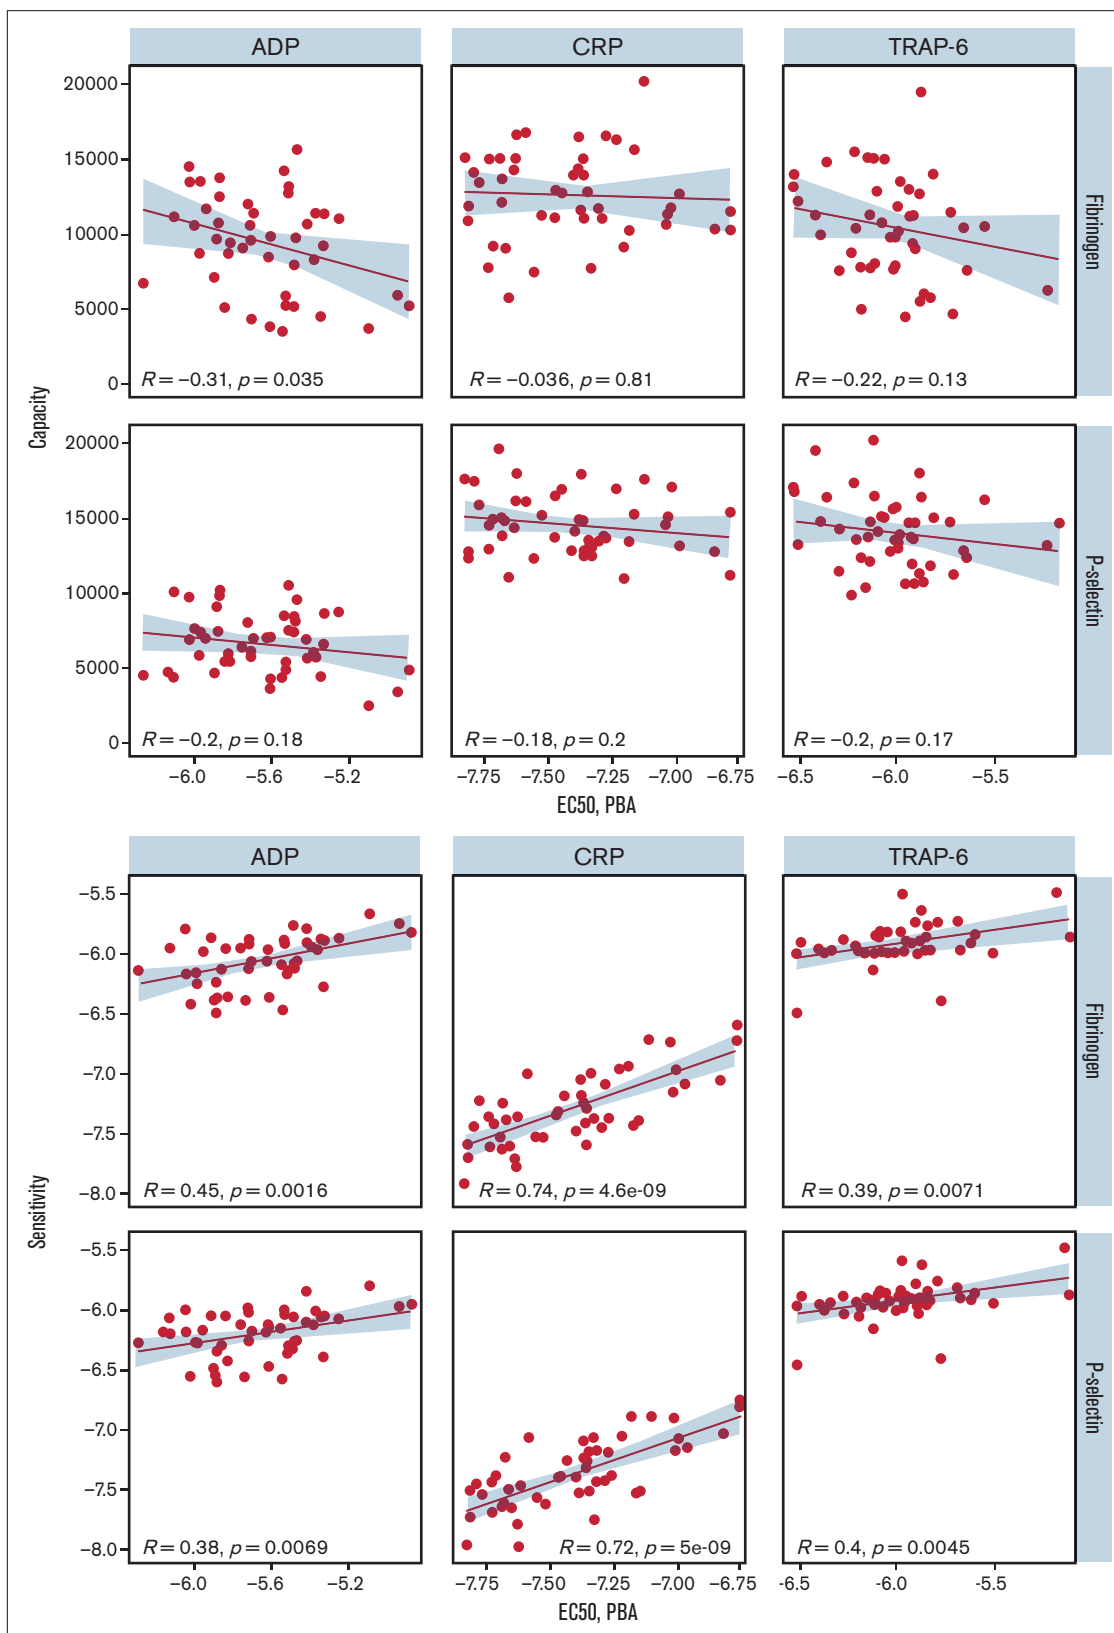 ADP CRP TRAP-6
20000
15000
10000
5000
0
R = −0.31, p = 0.035
R = −0.036, p = 0.81
R = −0.22, p = 0.13
Fibrinogen
Capacity
20000
15000
10000
5000
0
R = −0.2, p = 0.18
R = −0.18, p = 0.2
R = −0.2, p = 0.17
P-selectin
−6.0 −5.6 −5.2
−7.75 −7.50 −7.25 −7.00 −6.75
−6.5 −6.0 −5.5
EC50, PBA
ADP CRP TRAP-6
−5.5
−6.0
−6.5
−7.0
−7.5
−8.0
R = 0.45, p = 0.0016
R = 0.74, p = 4.6e-09
R = 0.39, p = 0.0071
Fibrinogen
Sensitivity
−5.5
−6.0
−6.5
−7.0
−7.5
−8.0
R = 0.38, p = 0.0069
R = 0.72, p = 5e-09
R = 0.4, p = 0.0045
P-selectin
−6.0 −5.6 −5.2
−7.75 −7.50 −7.25 −7.00 −6.75
-6.5 -6.0 −5.5
EC50, PBA